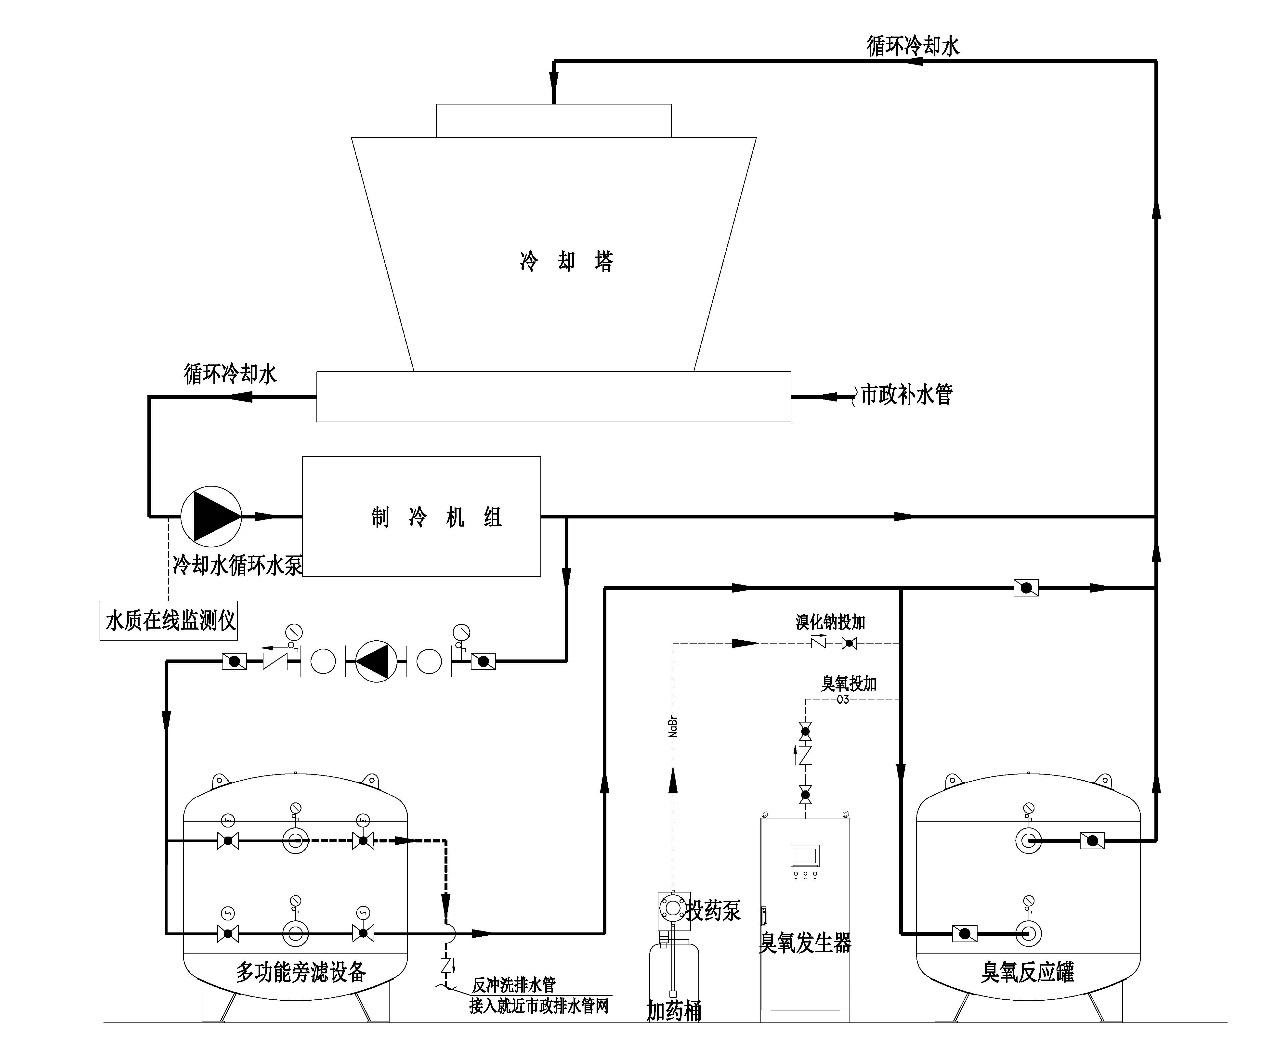 循环冷却水
冷却塔
循环冷却水
市政补水管
制冷机组
冷却水循环水泵
水质在线监测仪
溴化钠投加
臭氧投加
O3
NaBr
投药泵
臭氧发生器
多功能旁滤设备
臭氧反应罐
反冲洗排水管
接入就近市政排水管网
加药桶